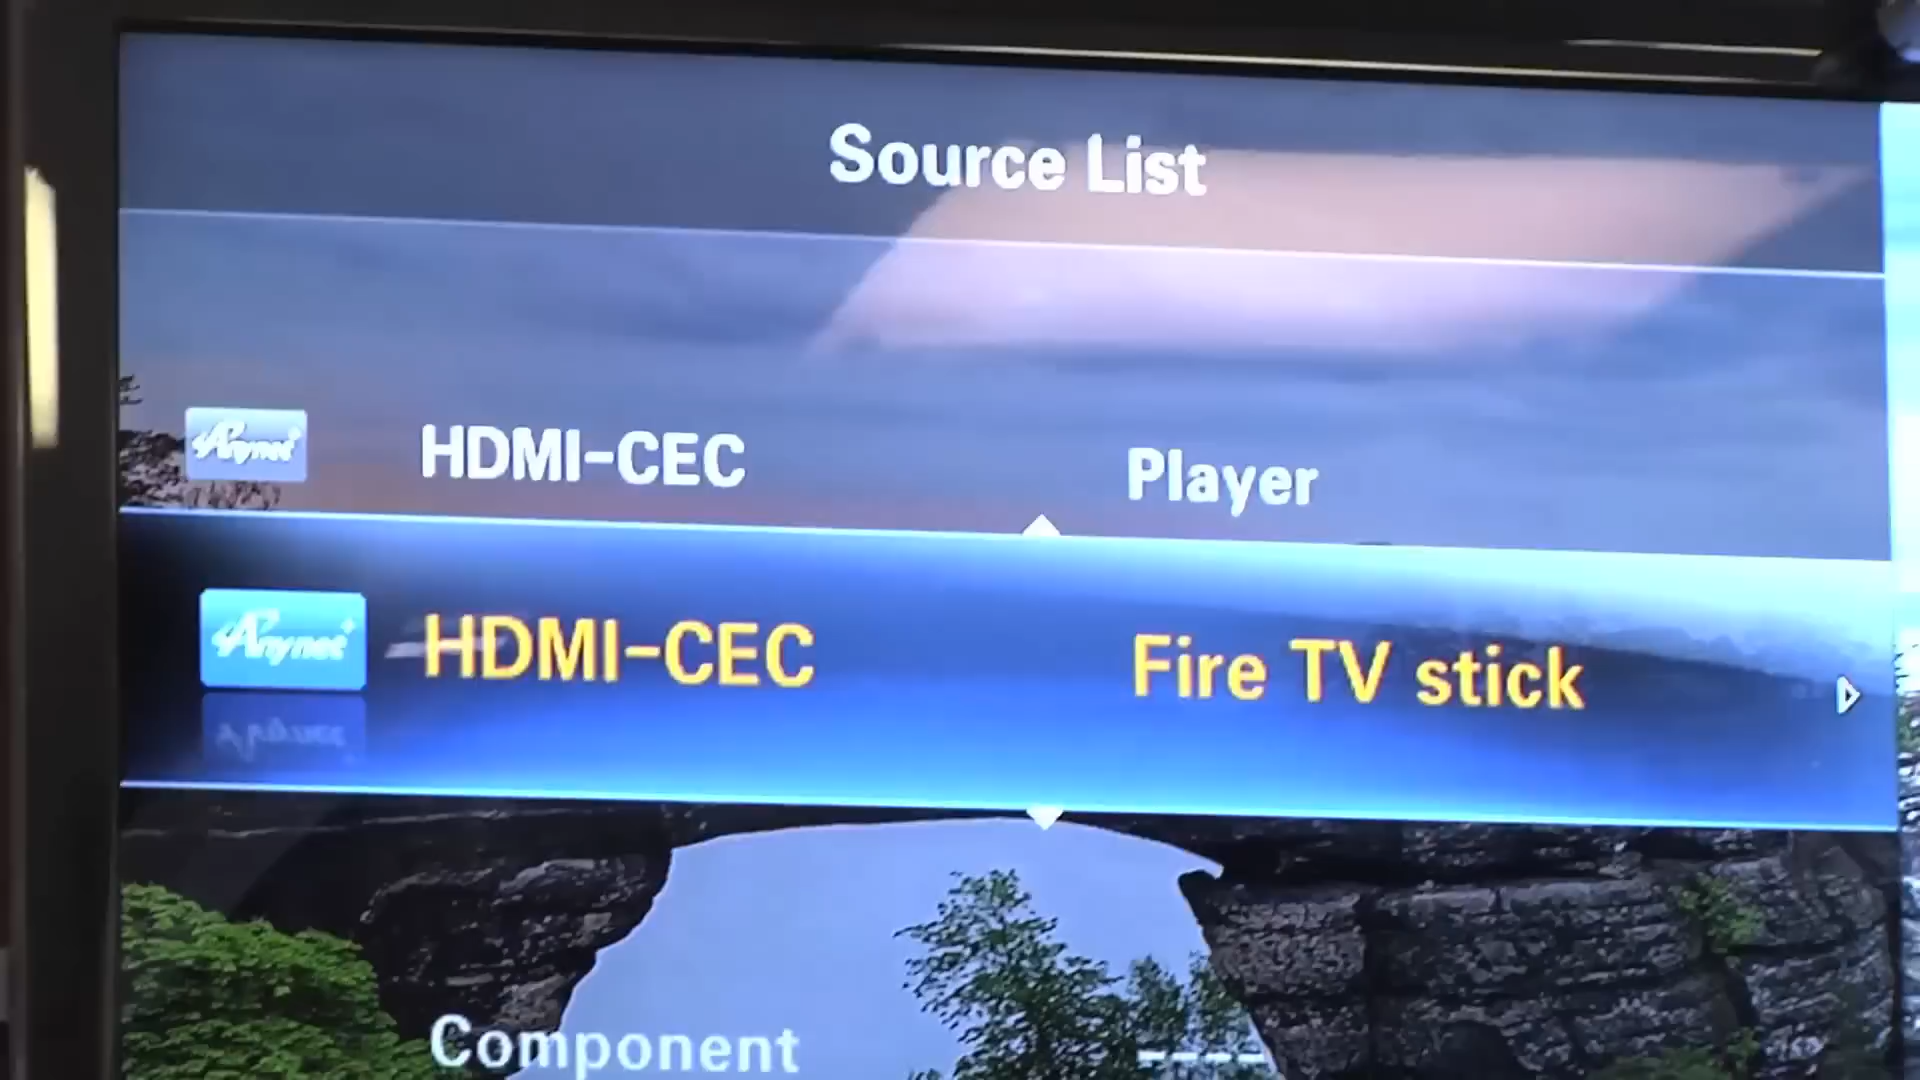 Source List
Anynet+ HDMI-CEC Player
Anynet+ HDMI-CEC Fire TV stick
Component ----